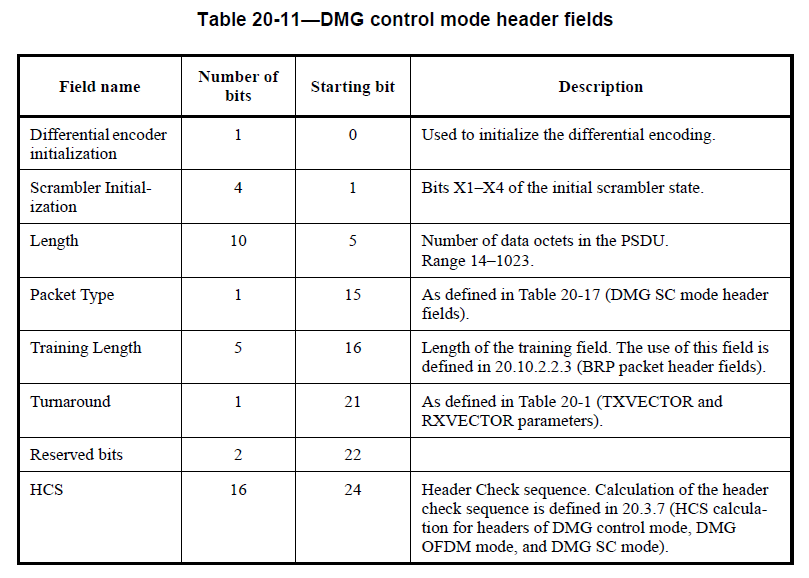 Table 20-11—DMG control mode header fields
Field name
Number of
bits
Starting bit
Description
Differential encoder
initialization
1
0
Used to initialize the differential encoding.
Scrambler Initial-
ization
4
1
Bits X1–X4 of the initial scrambler state.
Length
10
5
Number of data octets in the PSDU.
Range 14–1023.
Packet Type
1
15
As defined in Table 20-17 (DMG SC mode header
fields).
Training Length
5
16
Length of the training field. The use of this field is
defined in 20.10.2.2.3 (BRP packet header fields).
Turnaround
1
21
As defined in Table 20-1 (TXVECTOR and
RXVECTOR parameters).
Reserved bits
2
22
HCS
16
24
Header Check sequence. Calculation of the header
check sequence is defined in 20.3.7 (HCS calcula-
tion for headers of DMG control mode, DMG
OFDM mode, and DMG SC mode).